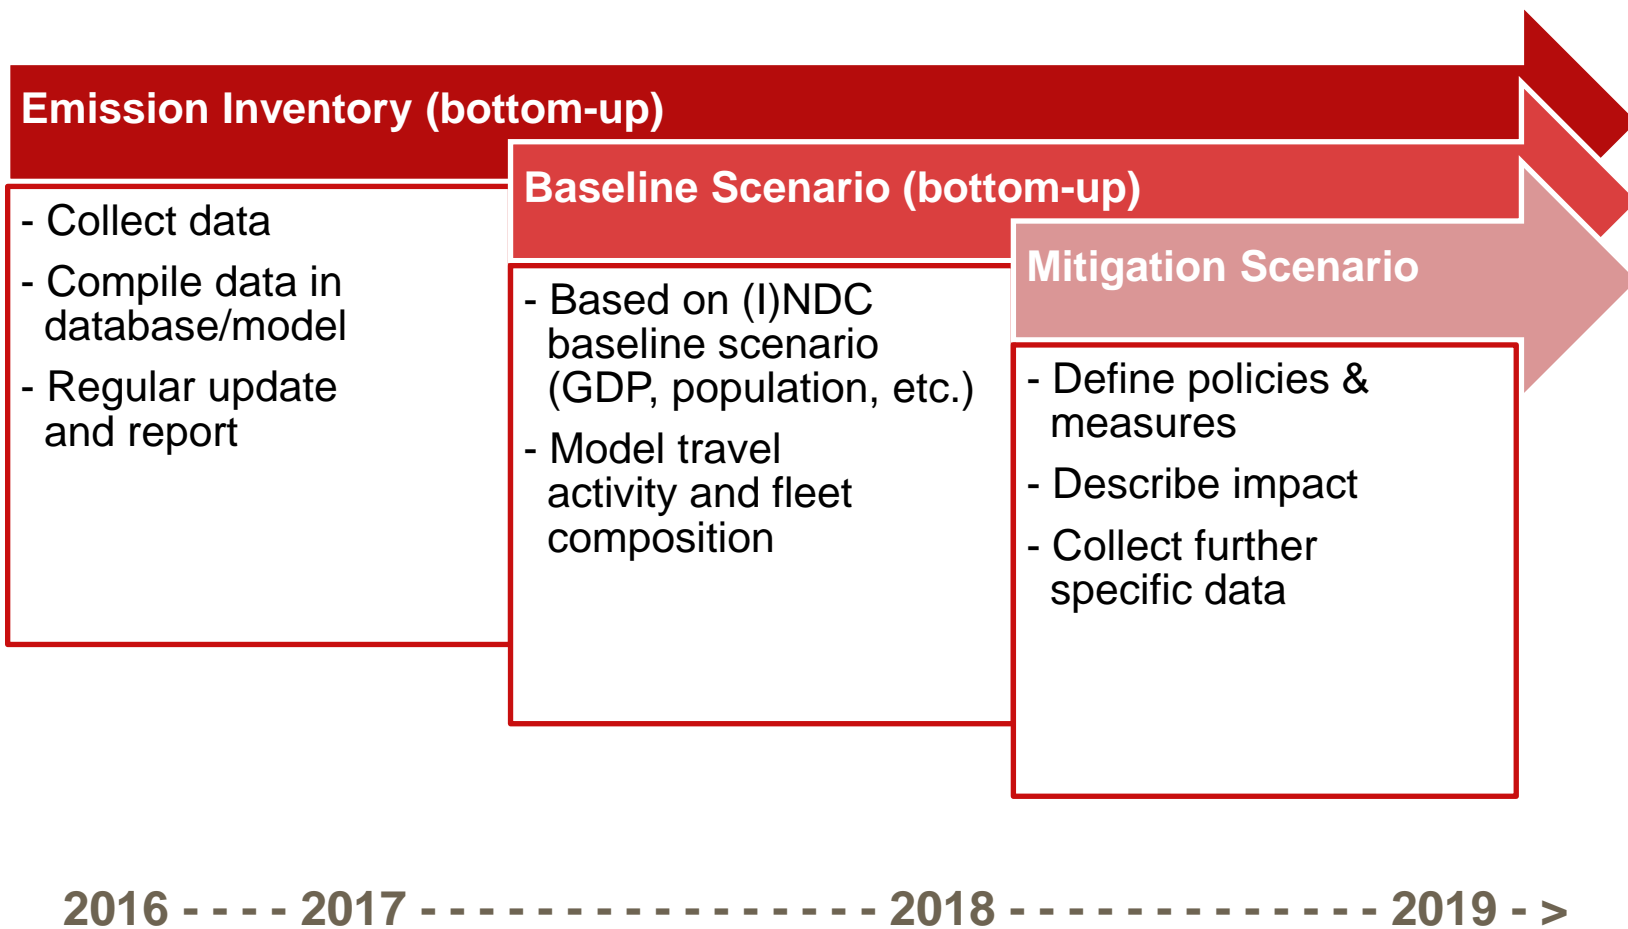 Emission Inventory (bottom-up)
- Collect data
- Compile data in
database/model
- Regular update
and report
Baseline Scenario (bottom-up)
- Based on (I)NDC
baseline scenario
(GDP, population, etc.)
- Model travel
activity and fleet
composition
Mitigation Scenario
- Define policies &
measures
- Describe impact
- Collect further
specific data
2016 - - - - 2017 - - - - - - - - - - - - - - - - 2018 - - - - - - - - - - - - - 2019 - >